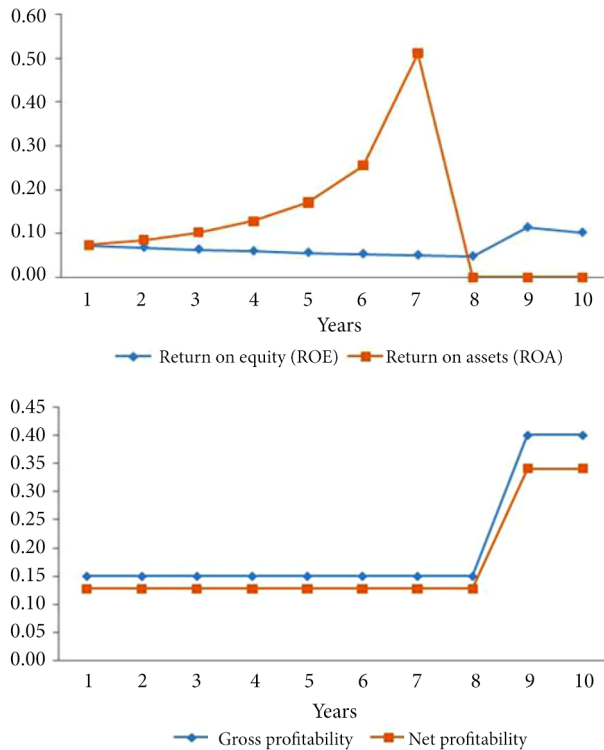 0.60
0.50
0.40
0.30
0.20
0.10
0.00
1 2 3 4 5 6 7 8 9 10
Years
Return on equity (ROE) Return on assets (ROA)
0.45
0.40
0.35
0.30
0.25
0.20
0.15
0.10
0.05
0.00
1 2 3 4 5 6 7 8 9 10
Years
Gross profitability Net profitability